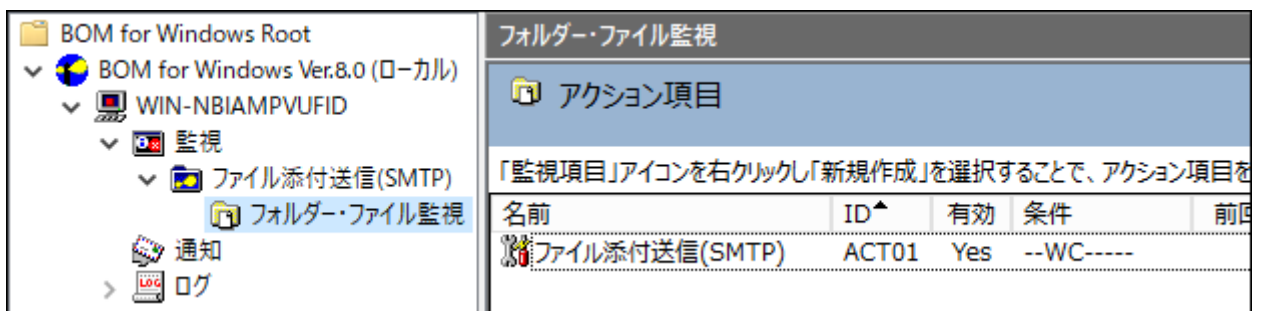 BOM for Windows Root
BOM for Windows Ver.8.0 (ローカル)
WIN-NBIAMPVUFID
監視
ファイル添付送信(SMTP)
フォルダー・ファイル監視
通知
ログ
フォルダー・ファイル監視
アクション項目
「監視項目」アイコンを右クリックし「新規作成」を選択することで、アクション項目を
名前 ID 有効 条件 前回
ファイル添付送信(SMTP) ACT01 Yes --WC-----